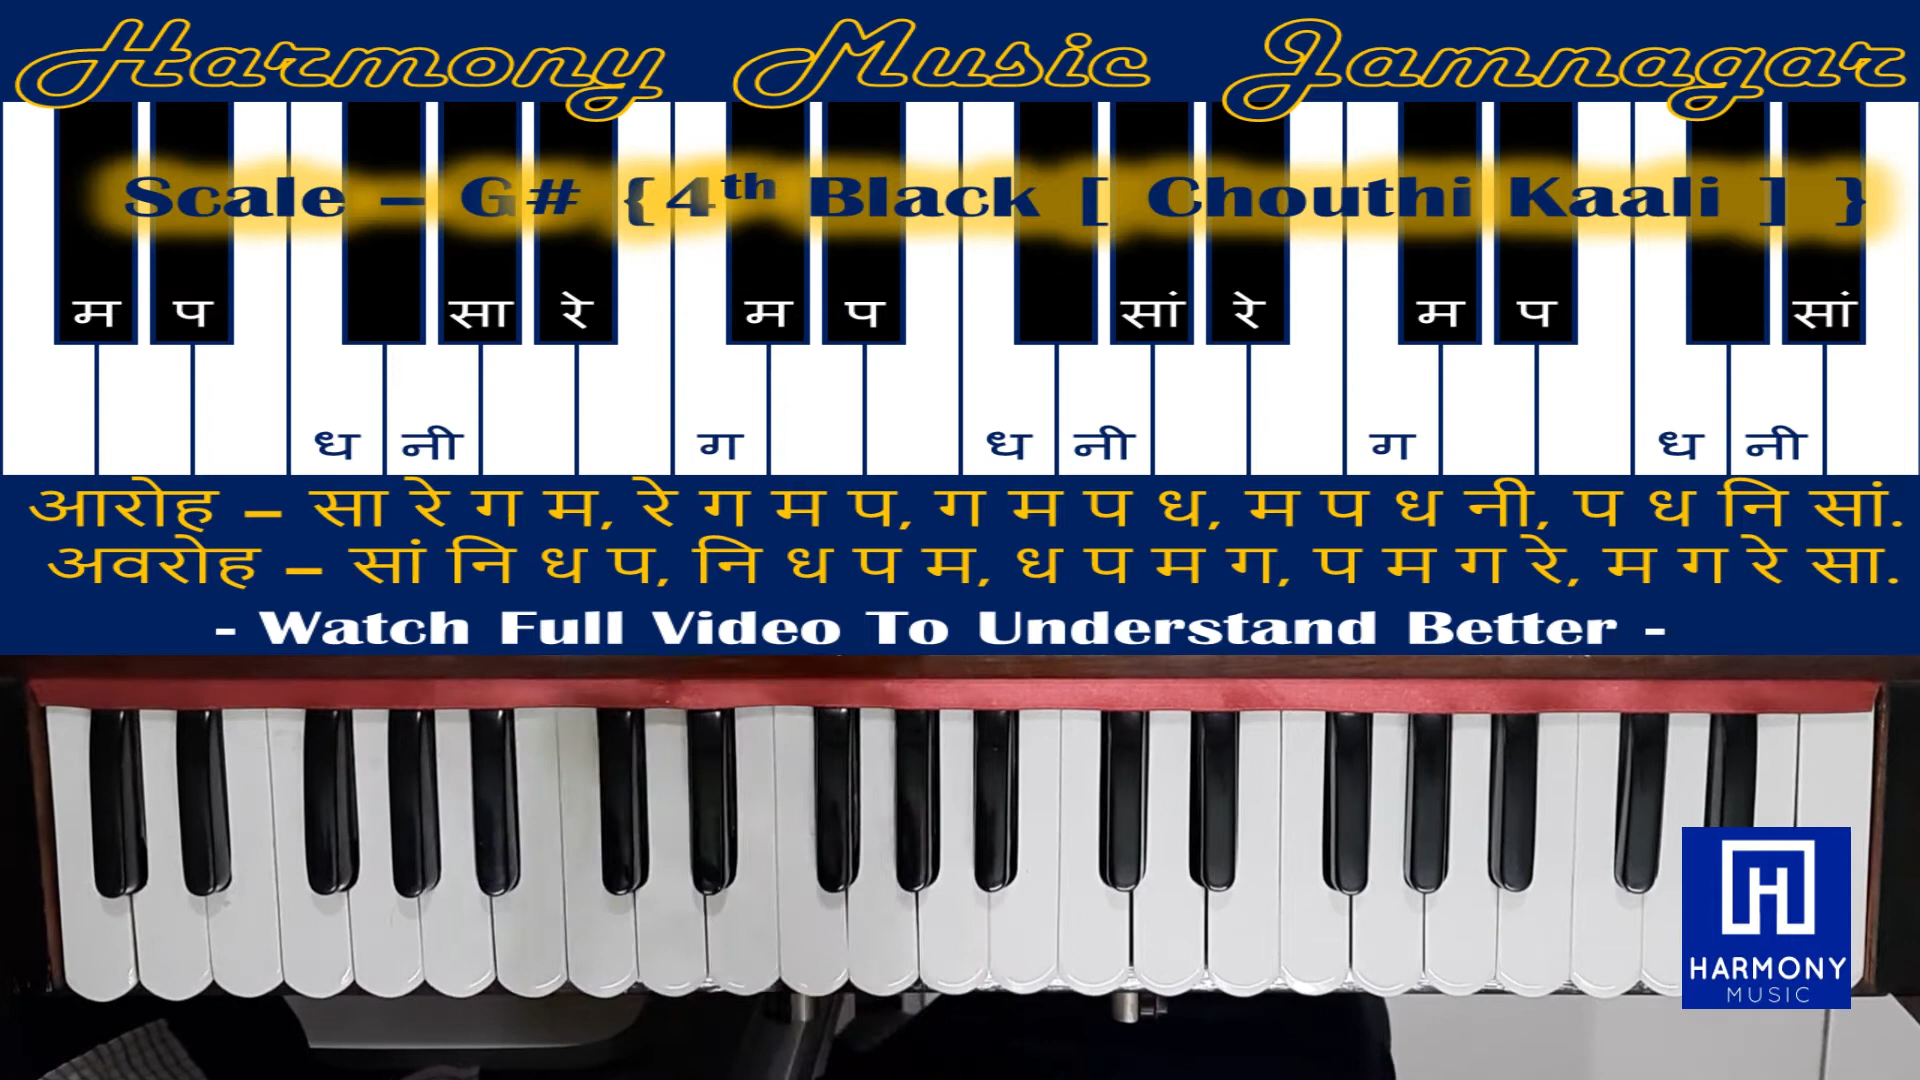 Harmony Music Jamnagar
Scale – G# {4th Black [ Chouthi Kaali ] }
म प सा रे म प सां रे म प सां
ध नी ग ध नी ग ध नी
आरोह – सा रे ग म, रे ग म प, ग म प ध, म प ध नी, प ध नि सां.
अवरोह – सां नि ध प, नि ध प म, ध प म ग, प म ग रे, म ग रे सा.
- Watch Full Video To Understand Better -
H
HARMONY
MUSIC